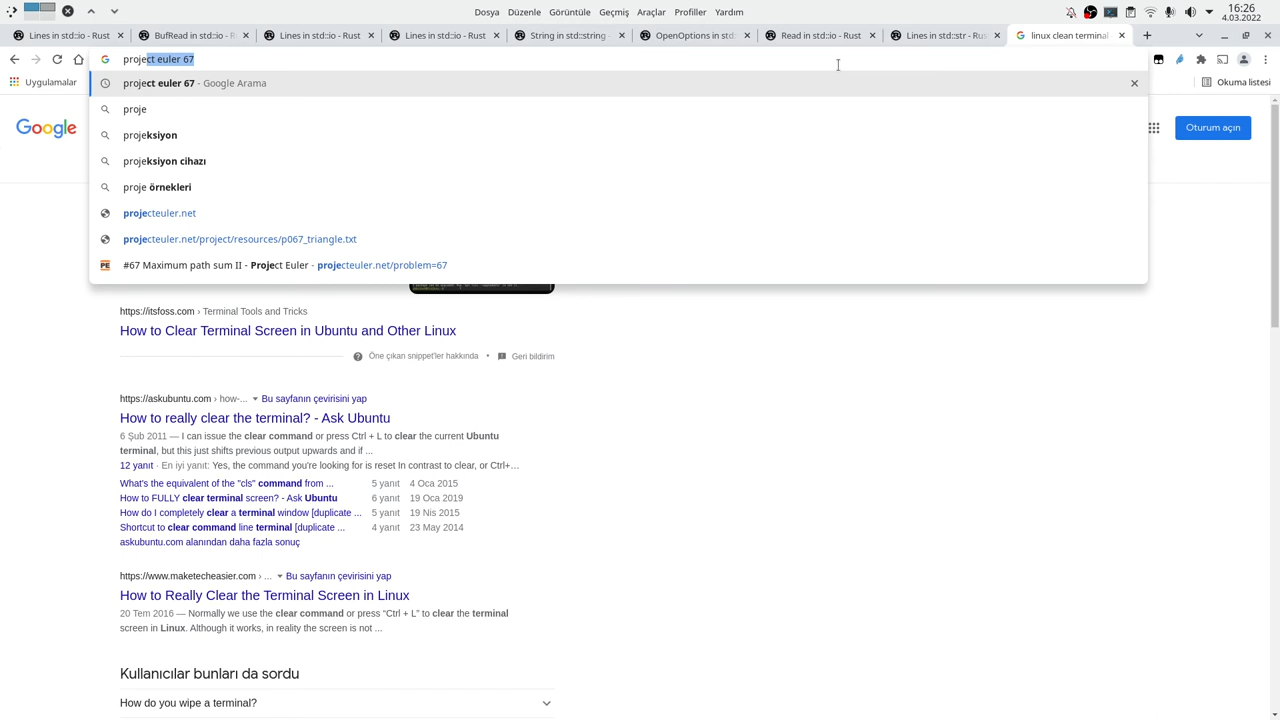 Dosya Düzenle Görüntüle Geçmiş Araçlar Profiller Yardım
16:26
4.03.2022
Lines in std::io - Rust
BufRead in std::io - R
Lines in std::io - Rust
Lines in std::io - Rust
String in std::string -
OpenOptions in std:
Read in std::io - Rust
Lines in std::str - Rus
linux clean terminal
project euler 67
Uygulamalar
Okuma listesi
project euler 67 - Google Arama
proje
projeksiyon
projeksiyon cihazı
proje örnekleri
projecteuler.net
projecteuler.net/project/resources/p067_triangle.txt
#67 Maximum path sum II - Project Euler - projecteuler.net/problem=67
Google
Oturum açın
https://itsfoss.com › Terminal Tools and Tricks
How to Clear Terminal Screen in Ubuntu and Other Linux
Öne çıkan snippet'ler hakkında • Geri bildirim
https://askubuntu.com › how-... Bu sayfanın çevirisini yap
How to really clear the terminal? - Ask Ubuntu
6 Şub 2011 — I can issue the clear command or press Ctrl + L to clear the current Ubuntu
terminal, but this just shifts previous output upwards and if ...
12 yanıt · En iyi yanıt: Yes, the command you're looking for is reset In contrast to clear, or Ctrl+…
What's the equivalent of the "cls" command from ... 5 yanıt 4 Oca 2015
How to FULLY clear terminal screen? - Ask Ubuntu 6 yanıt 19 Oca 2019
How do I completely clear a terminal window [duplicate ... 5 yanıt 19 Nis 2015
Shortcut to clear command line terminal [duplicate ... 4 yanıt 23 May 2014
askubuntu.com alanından daha fazla sonuç
https://www.maketecheasier.com › ... Bu sayfanın çevirisini yap
How to Really Clear the Terminal Screen in Linux
20 Tem 2016 — Normally we use the clear command or press “Ctrl + L” to clear the terminal
screen in Linux. Although it works, in reality the screen is not ...
Kullanıcılar bunları da sordu
How do you wipe a terminal?